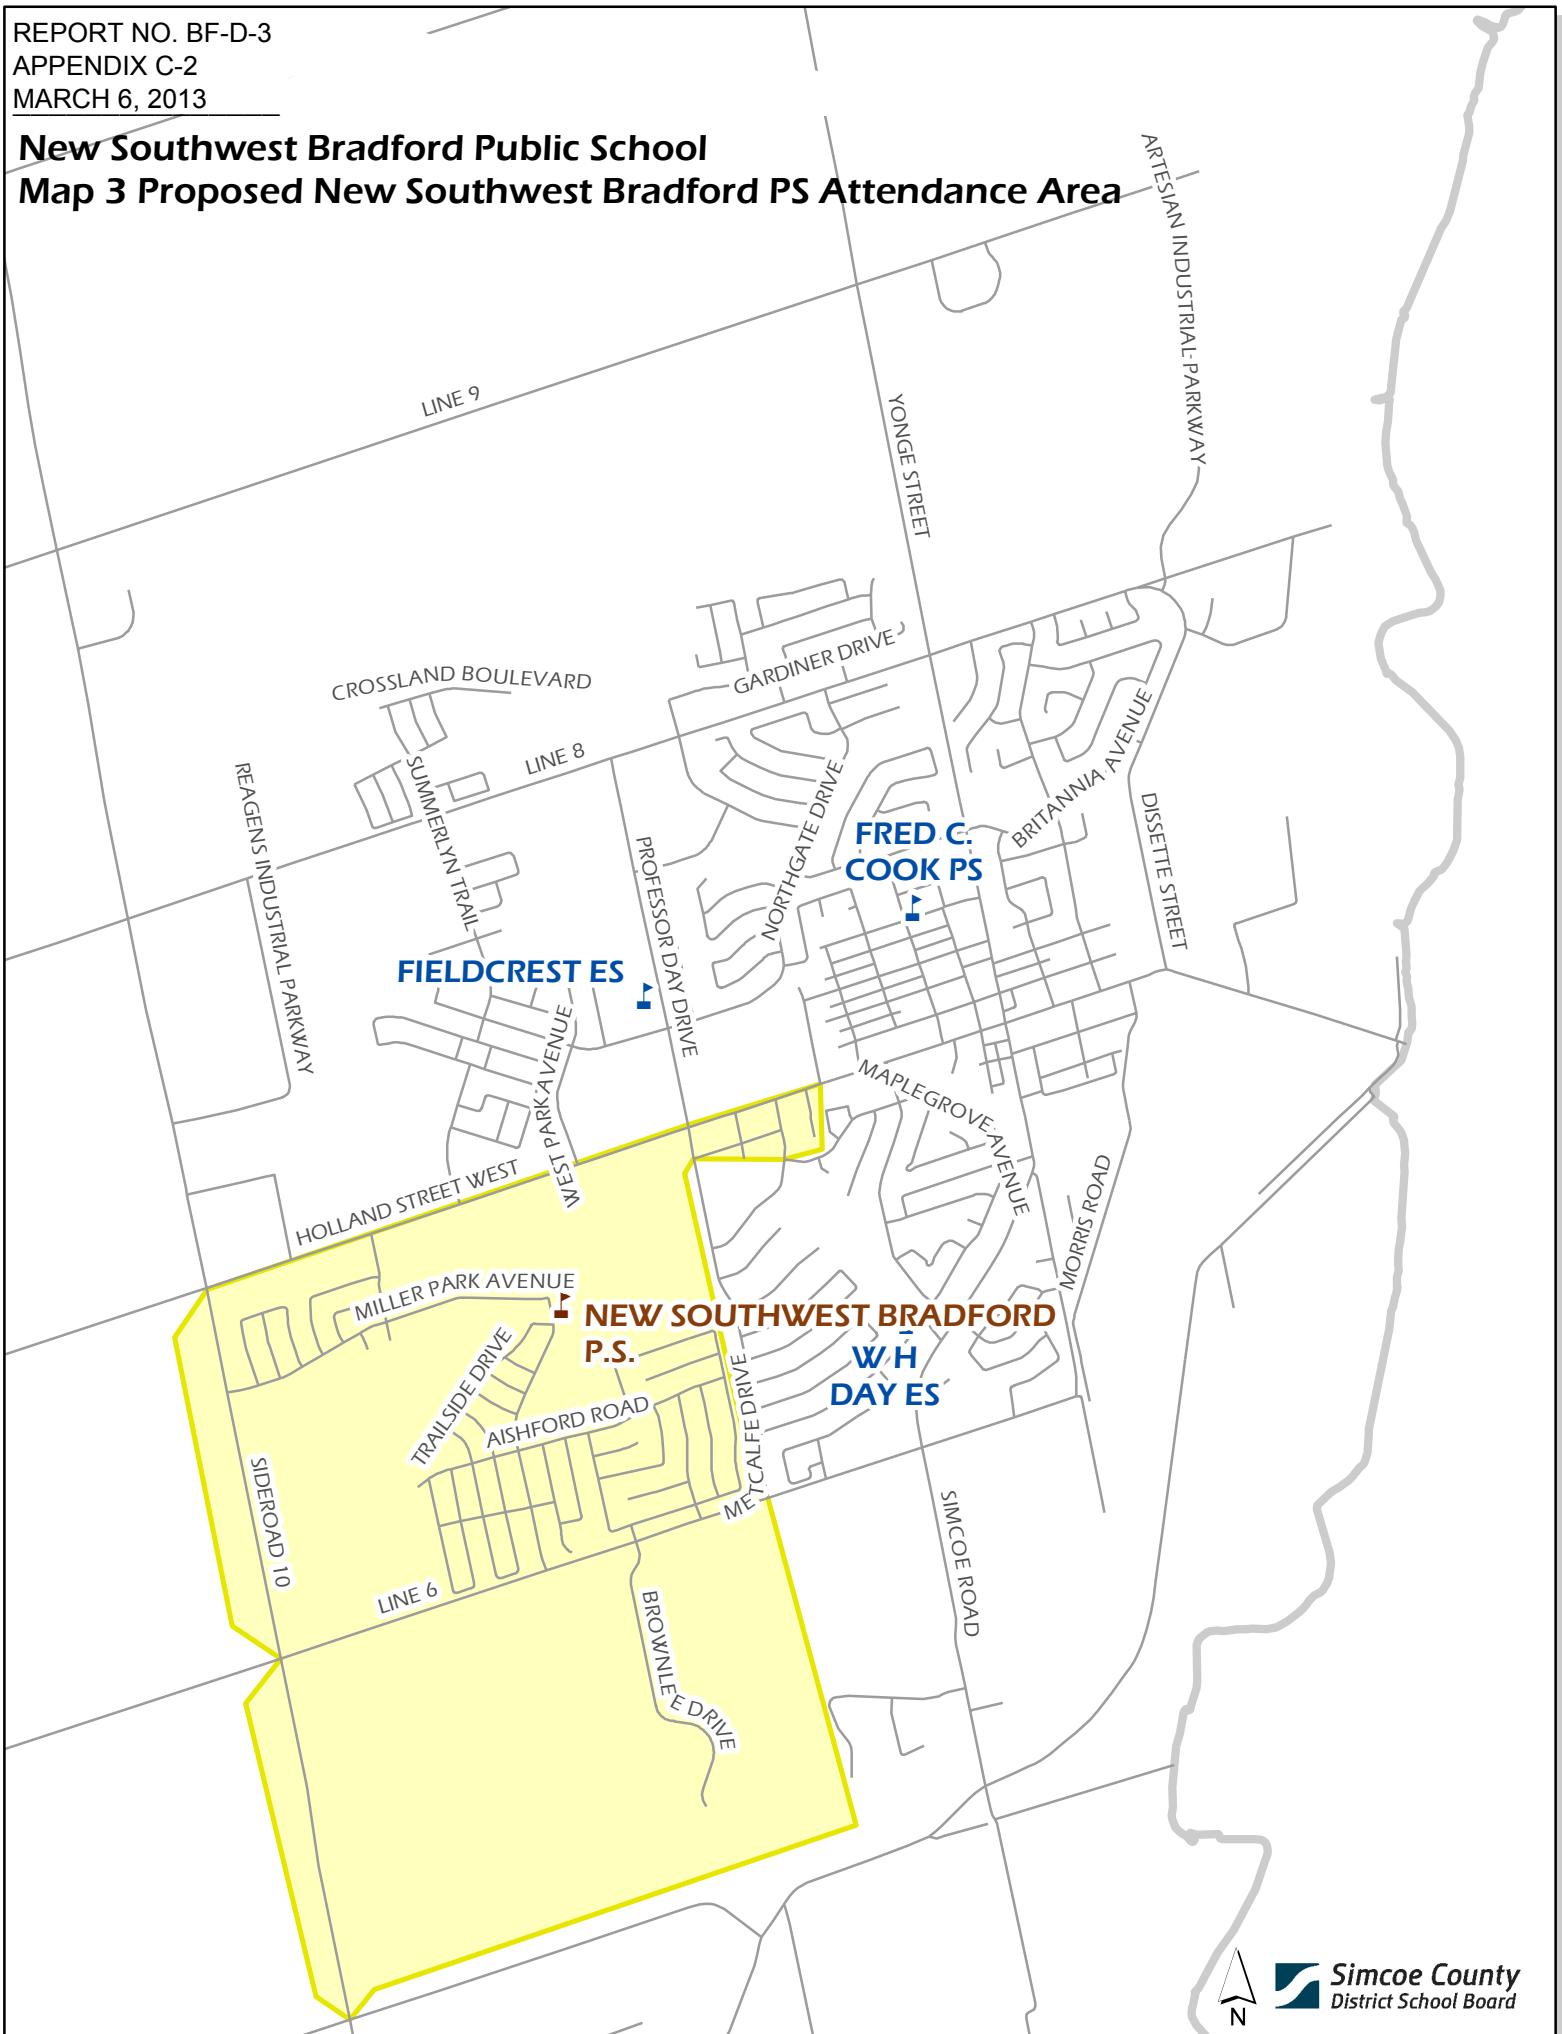 REPORT NO. BF-D-3
APPENDIX C-2
MARCH 6, 2013
New Southwest Bradford Public School
Map 3 Proposed New Southwest Bradford PS Attendance Area
ARTESIAN INDUSTRIAL PARKWAY
LINE 9
YONGE STREET
GARDINER DRIVE
CROSSLAND BOULEVARD
LINE 8
SUMMERLYN TRAIL
REAGENS INDUSTRIAL PARKWAY
PROFESSOR DAY DRIVE
NORTHGATE DRIVE
BRITANNIA AVENUE
DISSETTE STREET
FRED C.
COOK PS
FIELDCREST ES
WEST PARK AVENUE
MAPLEGROVE AVENUE
MORRIS ROAD
HOLLAND STREET WEST
MILLER PARK AVENUE
NEW SOUTHWEST BRADFORD
P.S.
W H
DAY ES
TRAILSIDE DRIVE
AISHFORD ROAD
METCALFE DRIVE
SIDEROAD 10
SIMCOE ROAD
LINE 6
BROWNLEE DRIVE
Simcoe County
District School Board
N